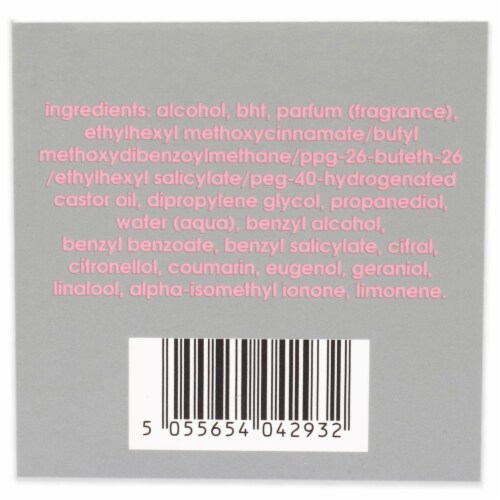 ingredients: alcohol, bht, parfum (fragrance),
ethylhexyl methoxycinnamate/butyl
methoxydibenzoylmethane/ppg-26-buteth-26
/ethylhexyl salicylate/peg-40-hydrogenated
castor oil, dipropylene glycol, propanediol,
water (aqua), benzyl alcohol,
benzyl benzoate, benzyl salicylate, citral,
citronellol, coumarin, eugenol, geraniol,
linalool, alpha-isomethyl ionone, limonene.
5 055654 042932